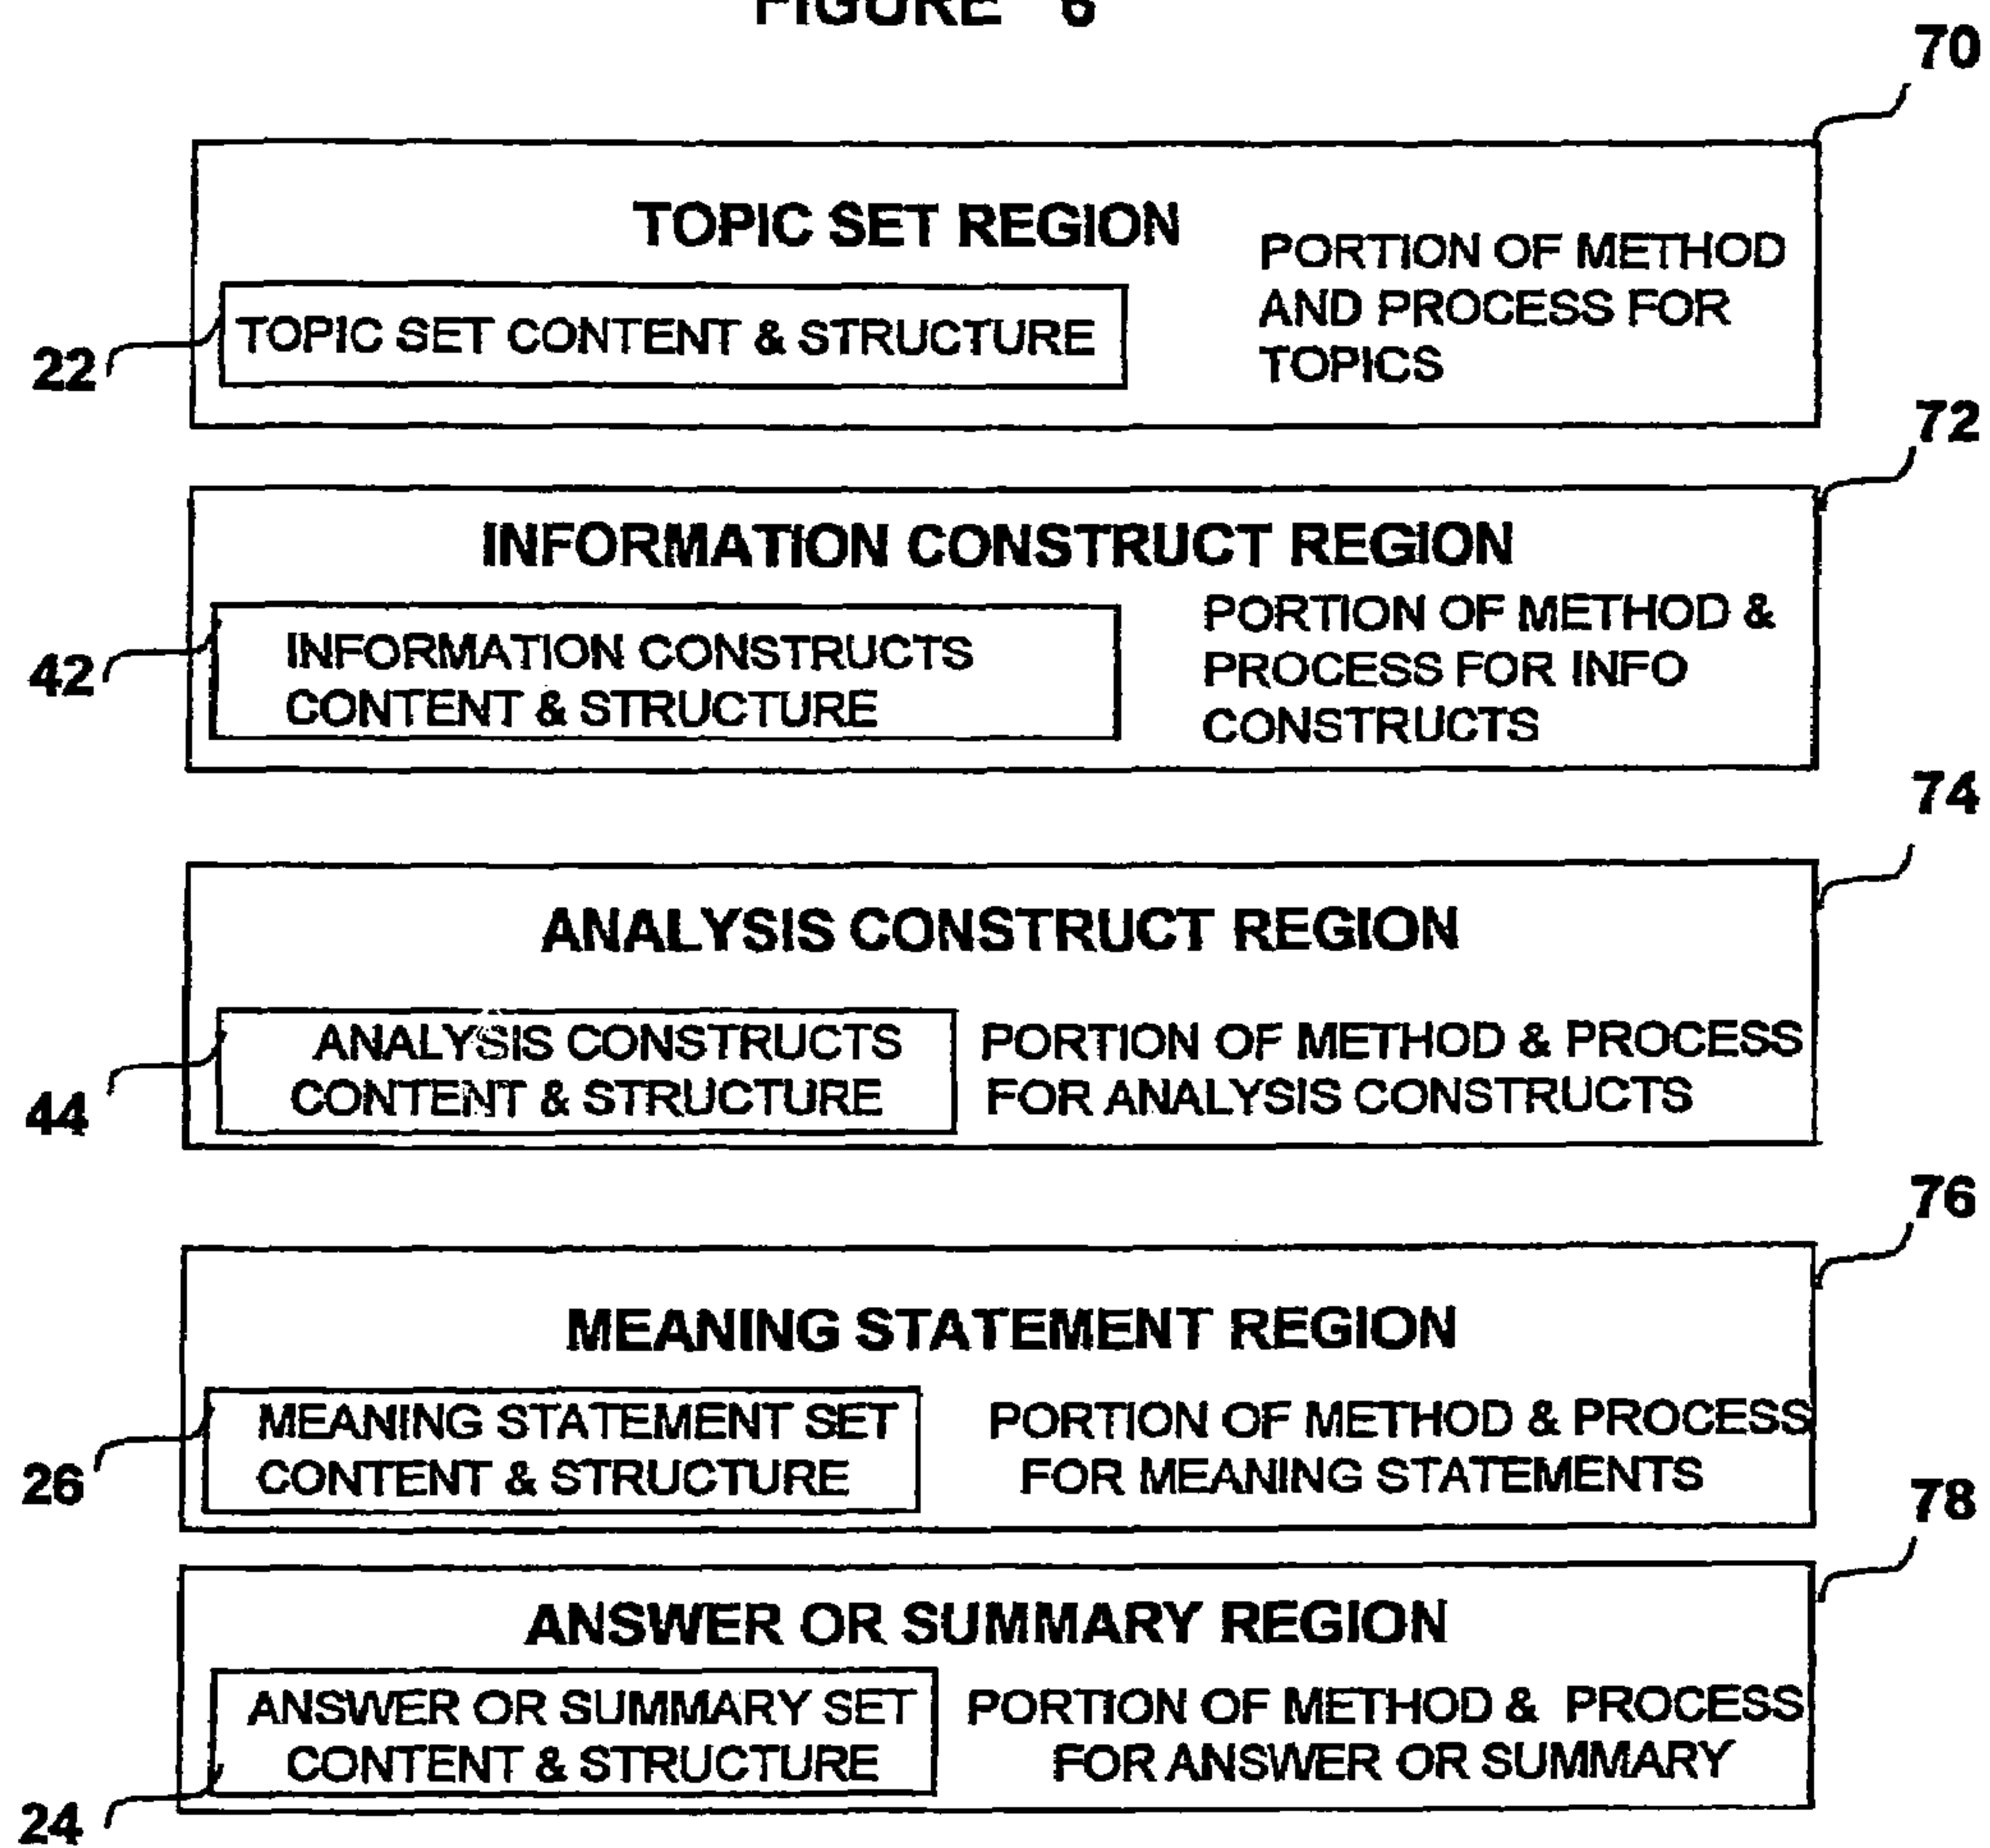 FIGURE 6
70
TOPIC SET REGION
PORTION OF METHOD
AND PROCESS FOR
TOPICS
TOPIC SET CONTENT & STRUCTURE
22
72
INFORMATION CONSTRUCT REGION
INFORMATION CONSTRUCTS
CONTENT & STRUCTURE
PORTION OF METHOD &
PROCESS FOR INFO
CONSTRUCTS
42
74
ANALYSIS CONSTRUCT REGION
ANALYSIS CONSTRUCTS
CONTENT & STRUCTURE
PORTION OF METHOD & PROCESS
FOR ANALYSIS CONSTRUCTS
44
76
MEANING STATEMENT REGION
MEANING STATEMENT SET
CONTENT & STRUCTURE
PORTION OF METHOD & PROCESS
FOR MEANING STATEMENTS
26
78
ANSWER OR SUMMARY REGION
ANSWER OR SUMMARY SET
CONTENT & STRUCTURE
PORTION OF METHOD & PROCESS
FOR ANSWER OR SUMMARY
24